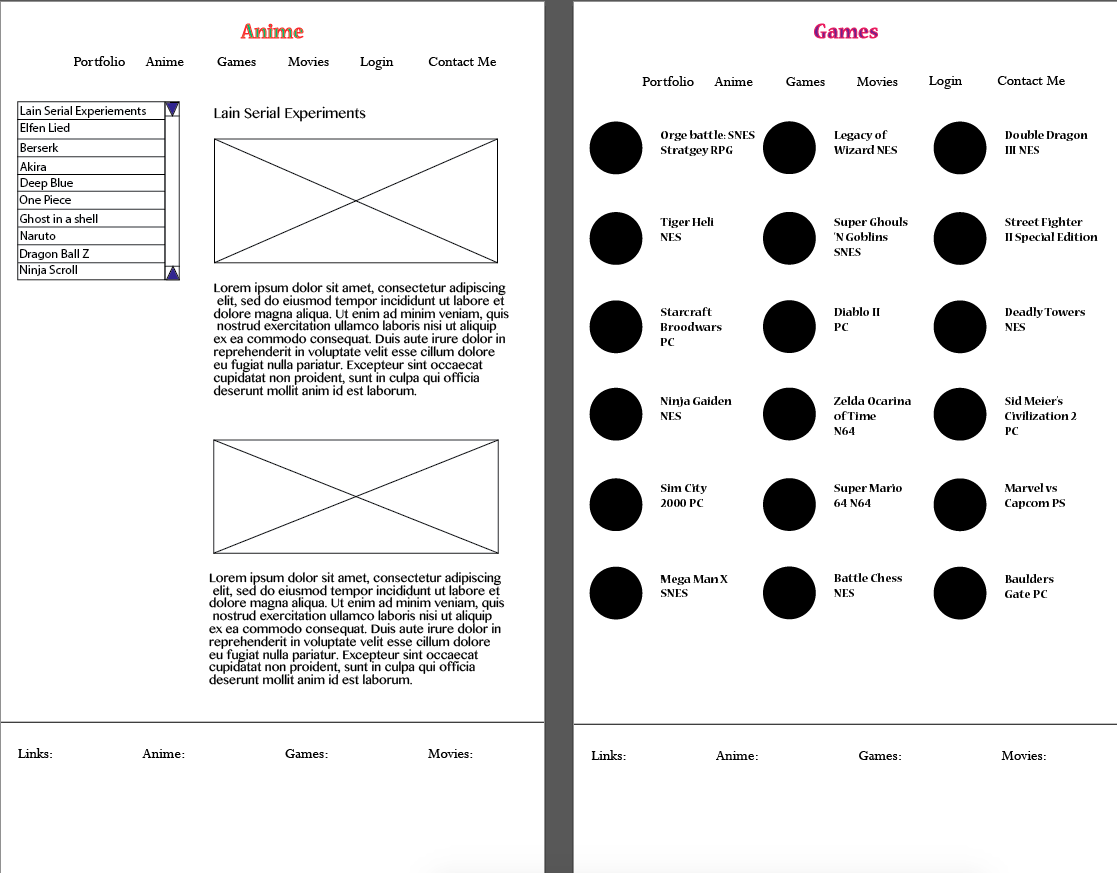 Anime
Portfolio Anime Games Movies Login Contact Me
Lain Serial Experiements
Elfen Lied
Berserk
Akira
Deep Blue
One Piece
Ghost in a shell
Naruto
Dragon Ball Z
Ninja Scroll
Lain Serial Experiments
Lorem ipsum dolor sit amet, consectetur adipiscing
elit, sed do eiusmod tempor incididunt ut labore et
dolore magna aliqua. Ut enim ad minim veniam, quis
nostrud exercitation ullamco laboris nisi ut aliquip
ex ea commodo consequat. Duis aute irure dolor in
reprehenderit in voluptate velit esse cillum dolore
eu fugiat nulla pariatur. Excepteur sint occaecat
cupidatat non proident, sunt in culpa qui officia
deserunt mollit anim id est laborum.
Lorem ipsum dolor sit amet, consectetur adipiscing
elit, sed do eiusmod tempor incididunt ut labore et
dolore magna aliqua. Ut enim ad minim veniam, quis
nostrud exercitation ullamco laboris nisi ut aliquip
ex ea commodo consequat. Duis aute irure dolor in
reprehenderit in voluptate velit esse cillum dolore
eu fugiat nulla pariatur. Excepteur sint occaecat
cupidatat non proident, sunt in culpa qui officia
deserunt mollit anim id est laborum.
Links: Anime: Games: Movies:
Games
Portfolio Anime Games Movies Login Contact Me
Orge battle: SNES
Stratgey RPG
Legacy of
Wizard NES
Double Dragon
III NES
Tiger Heli
NES
Super Ghouls
'N Goblins
SNES
Street Fighter
II Special Edition
Starcraft
Broodwars
PC
Diablo II
PC
Deadly Towers
NES
Ninja Gaiden
NES
Zelda Ocarina
of Time
N64
Sid Meier's
Civilization 2
PC
Sim City
2000 PC
Super Mario
64 N64
Marvel vs
Capcom PS
Mega Man X
SNES
Battle Chess
NES
Baulders
Gate PC
Links: Anime: Games: Movies: